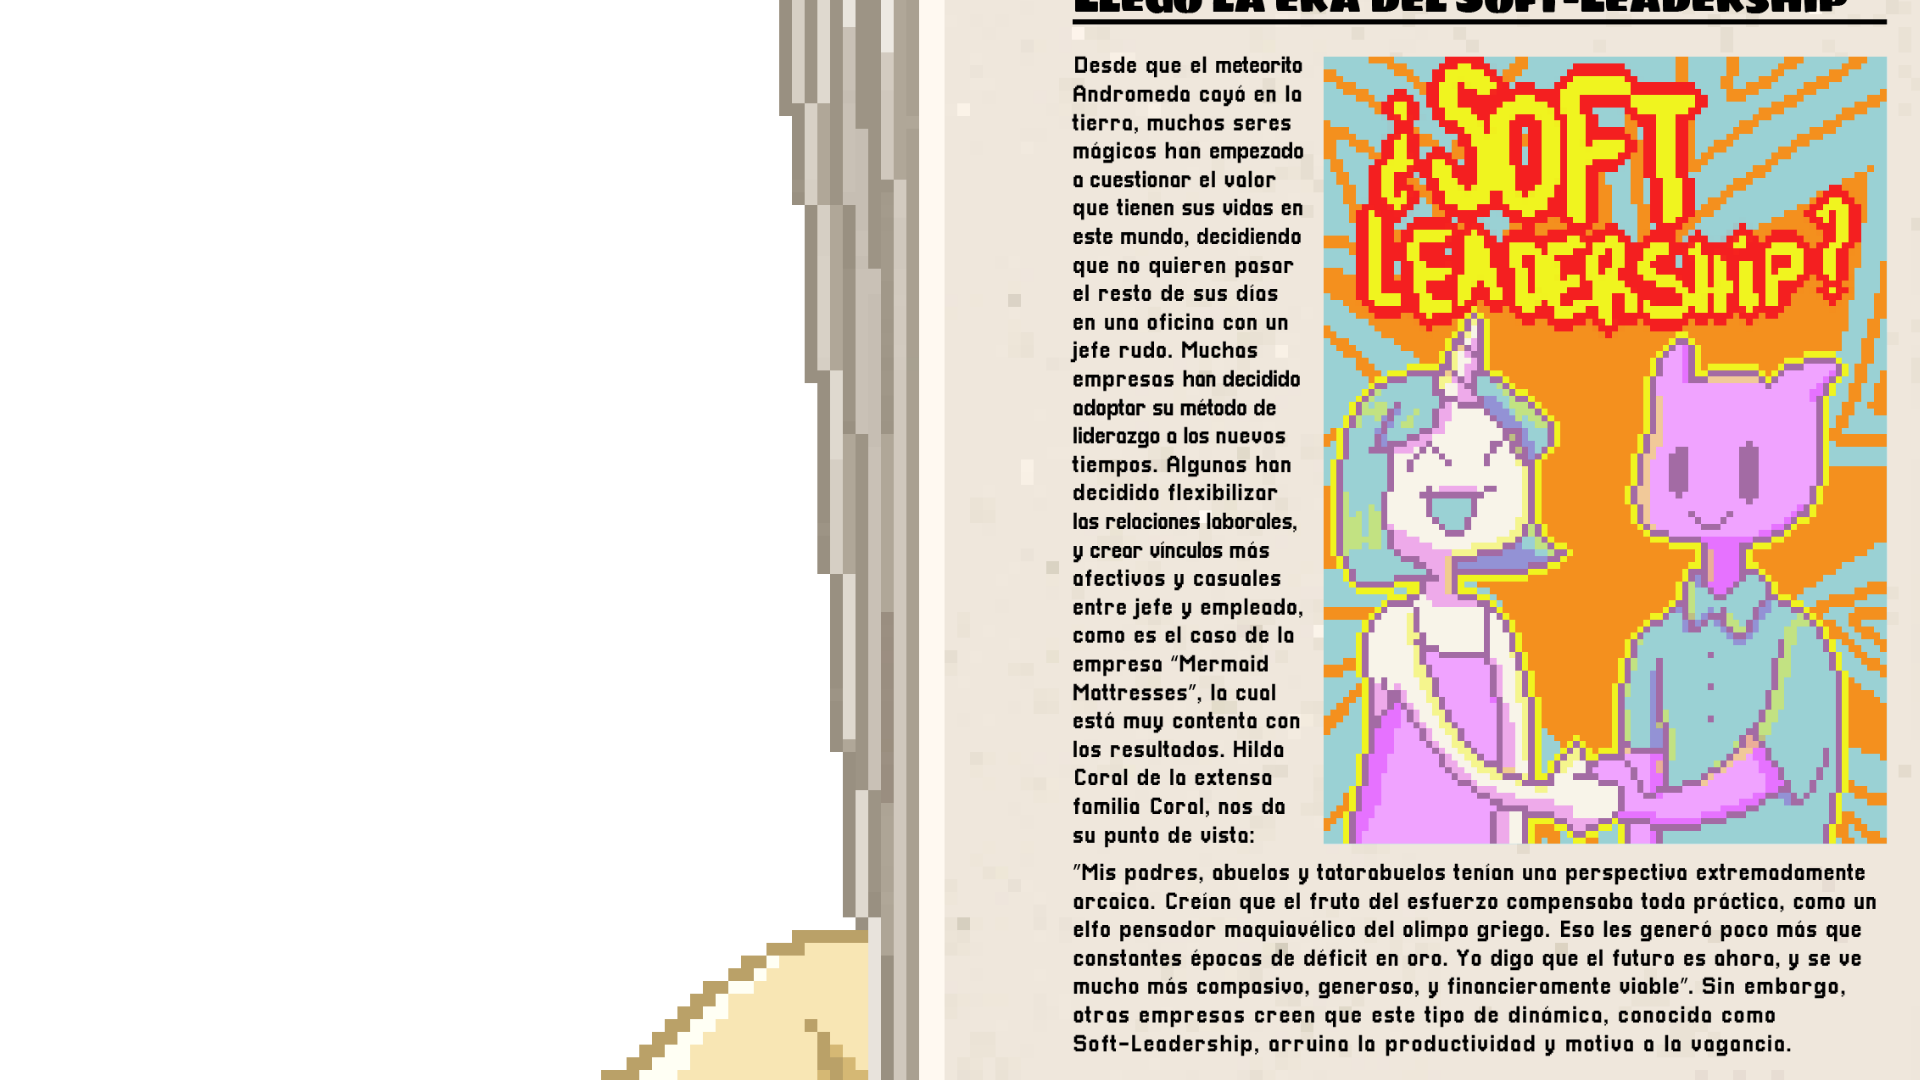 LLEGÓ LA ERA DEL SOFT-LEADERSHIP
Desde que el meteorito
Andromeda cayó en la
tierra, muchos seres
mágicos han empezado
a cuestionar el valor
que tienen sus vidas en
este mundo, decidiendo
que no quieren pasar
el resto de sus días
en una oficina con un
jefe rudo. Muchas
empresas han decidido
adoptar su método de
liderazgo a los nuevos
tiempos. Algunas han
decidido flexibilizar
las relaciones laborales,
y crear vínculos más
afectivos y casuales
entre jefe y empleado,
como es el caso de la
empresa "Mermaid
Mattresses", la cual
está muy contenta con
los resultados. Hilda
Coral de la extensa
familia Coral, nos da
su punto de vista:
¡SOFT
LEADERSHIP!
"Mis padres, abuelos y tatarabuelos tenían una perspectiva extremadamente
arcaica. Creían que el fruto del esfuerzo compensaba toda práctica, como un
elfo pensador maquiavélico del olimpo griego. Eso les generó poco más que
constantes épocas de déficit en oro. Yo digo que el futuro es ahora, y se ve
mucho más compasivo, generoso, y financieramente viable". Sin embargo,
otras empresas creen que este tipo de dinámica, conocida como
Soft-Leadership, arruina la productividad y motiva a la vagancia.